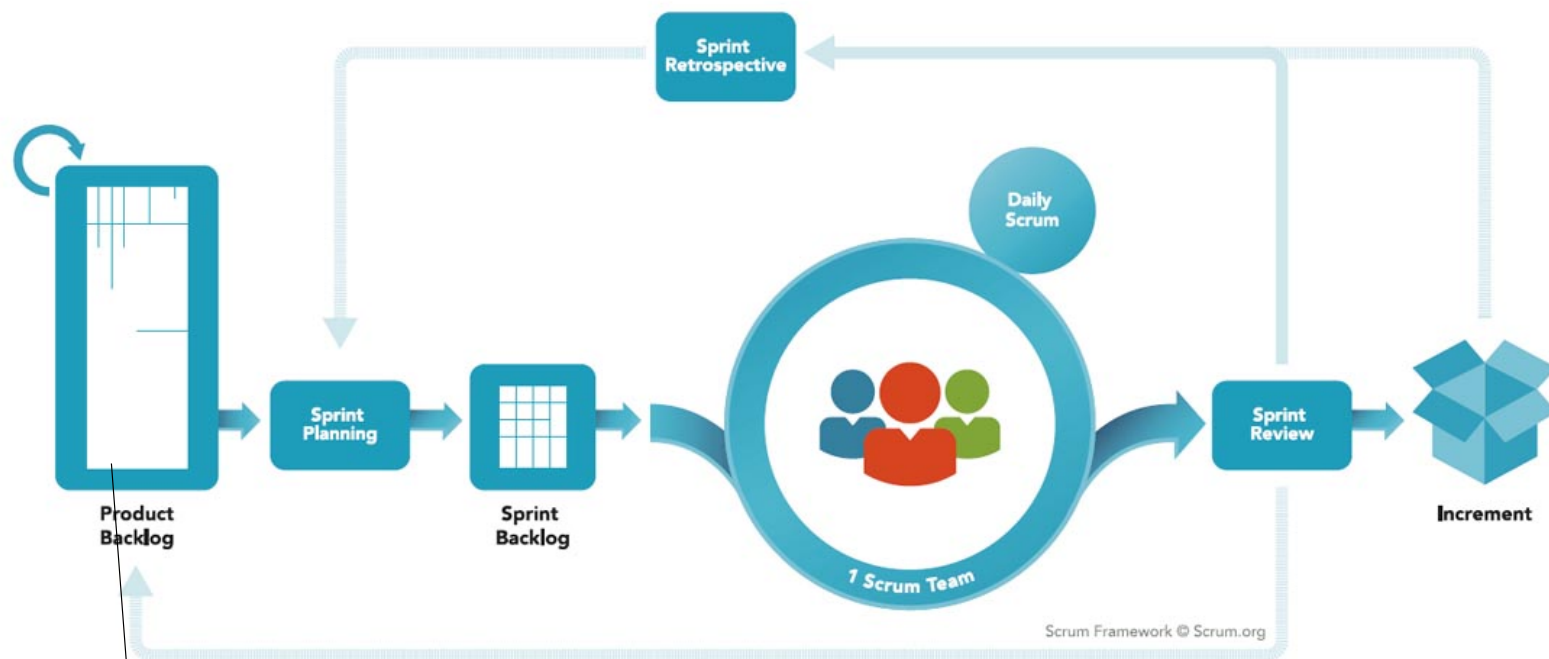 Sprint
Retrospective
Daily
Scrum
Sprint
Planning
Sprint
Review
Product
Backlog
Sprint
Backlog
Increment
1 Scrum Team
Scrum Framework © Scrum.org